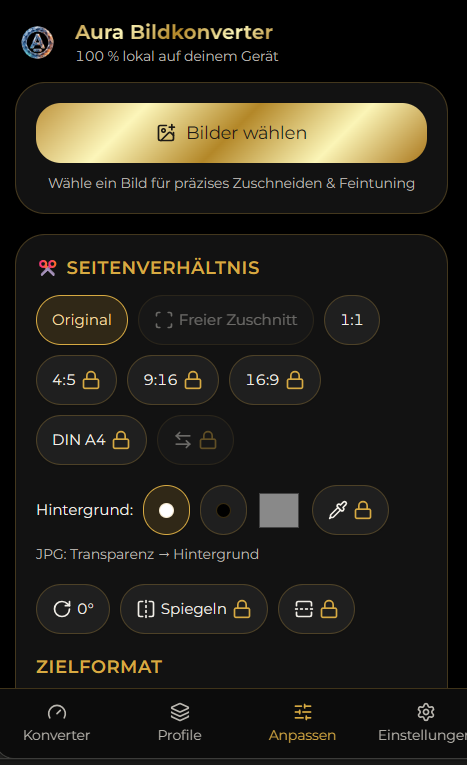 Aura Bildkonverter
100 % lokal auf deinem Gerät
Bilder wählen
Wähle ein Bild für präzises Zuschneiden & Feintuning
SEITENVERHÄLTNIS
Original Freier Zuschnitt 1:1
4:5 9:16 16:9
DIN A4
Hintergrund:
JPG: Transparenz → Hintergrund
0° Spiegeln
ZIELFORMAT
Konverter Profile Anpassen Einstellungen